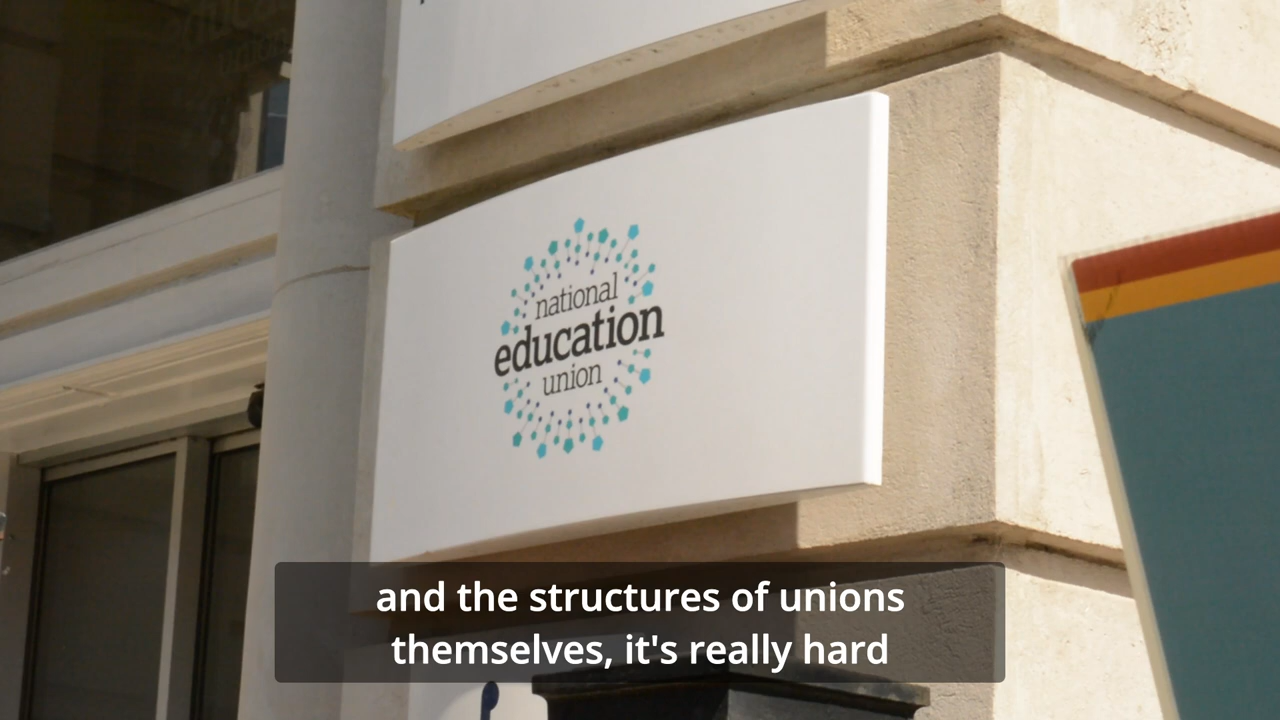 national
education
union
and the structures of unions
themselves, it's really hard